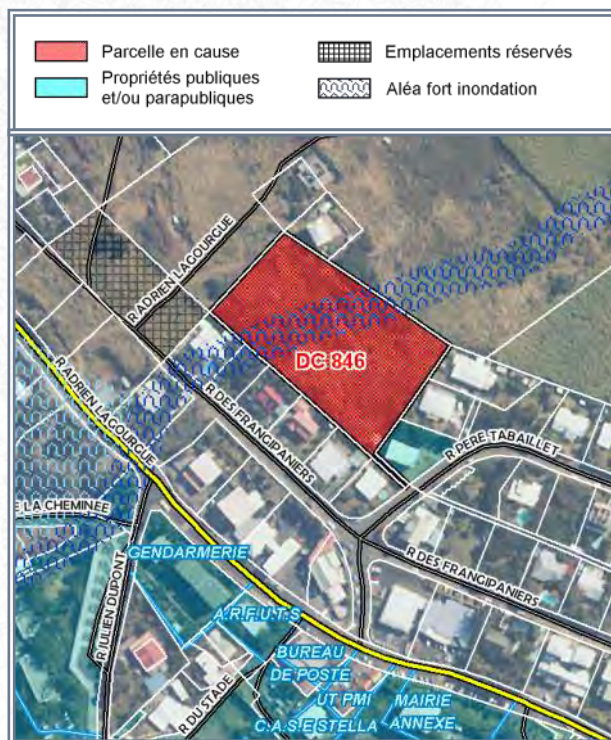 Parcelle en cause
Emplacements réservés
Propriétés publiques
et/ou parapubliques
Aléa fort inondation
R ADRIEN LAGOURGUE
R ADRIEN LAGOURGUE
DC 846
R DES FRANGIPANIERS
R PERE TABAILLET
E LA CHEMINEE
GENDARMERIE
R DES FRANGIPANIERS
R JULIEN DUPONT
A.R.F.U.T.S
BUREAU
DE POSTE
UT PMI
MAIRIE
ANNEXE
R DU STADE
C.A.S.E STELLA